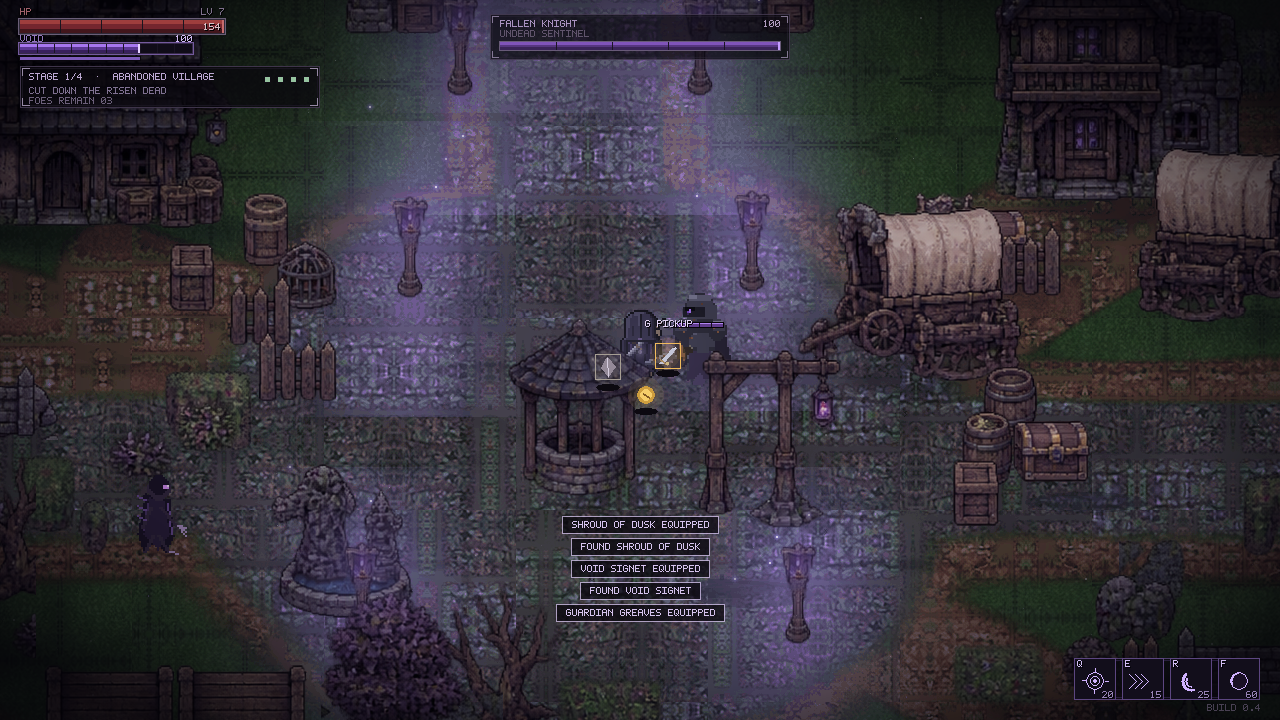 HP LV 7
154
VOID 100
STAGE 1/4 · ABANDONED VILLAGE
CUT DOWN THE RISEN DEAD
FOES REMAIN 03
FALLEN KNIGHT 100
UNDEAD SENTINEL
G PICKUP
SHROUD OF DUSK EQUIPPED
FOUND SHROUD OF DUSK
VOID SIGNET EQUIPPED
FOUND VOID SIGNET
GUARDIAN GREAVES EQUIPPED
Q E R F
20 15 25 60
BUILD 0.4